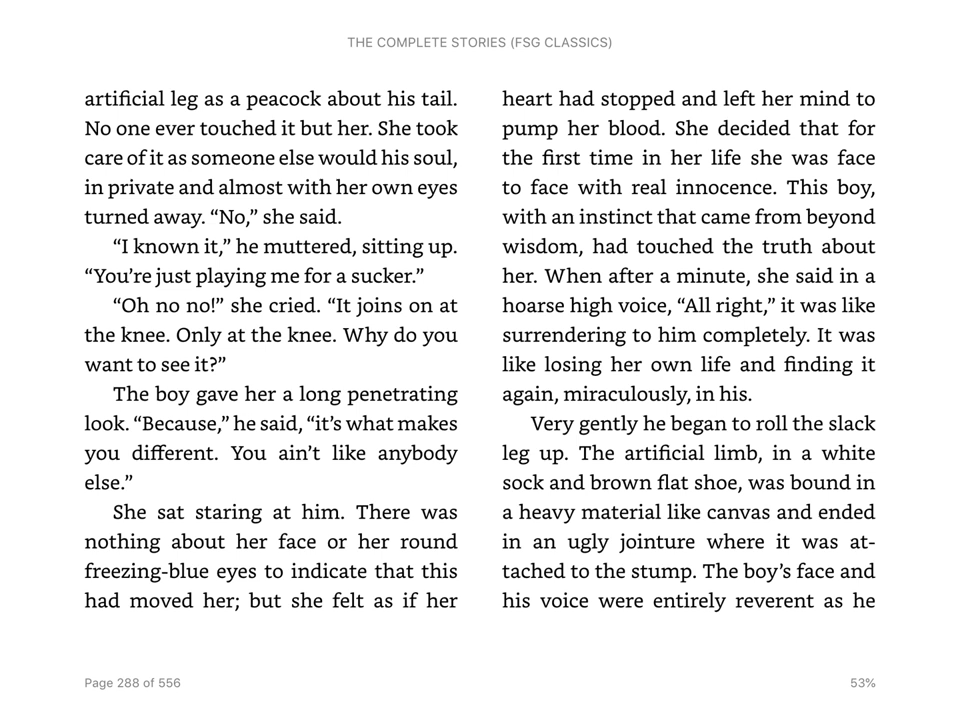 THE COMPLETE STORIES (FSG CLASSICS)
artificial leg as a peacock about his tail.
No one ever touched it but her. She took
care of it as someone else would his soul,
in private and almost with her own eyes
turned away. “No,” she said.
“I known it,” he muttered, sitting up.
“You’re just playing me for a sucker.”
“Oh no no!” she cried. “It joins on at
the knee. Only at the knee. Why do you
want to see it?”
The boy gave her a long penetrating
look. “Because,” he said, “it’s what makes
you different. You ain’t like anybody
else.”
She sat staring at him. There was
nothing about her face or her round
freezing-blue eyes to indicate that this
had moved her; but she felt as if her
heart had stopped and left her mind to
pump her blood. She decided that for
the first time in her life she was face
to face with real innocence. This boy,
with an instinct that came from beyond
wisdom, had touched the truth about
her. When after a minute, she said in a
hoarse high voice, “All right,” it was like
surrendering to him completely. It was
like losing her own life and finding it
again, miraculously, in his.
Very gently he began to roll the slack
leg up. The artificial limb, in a white
sock and brown flat shoe, was bound in
a heavy material like canvas and ended
in an ugly jointure where it was at-
tached to the stump. The boy’s face and
his voice were entirely reverent as he
Page 288 of 556
53%